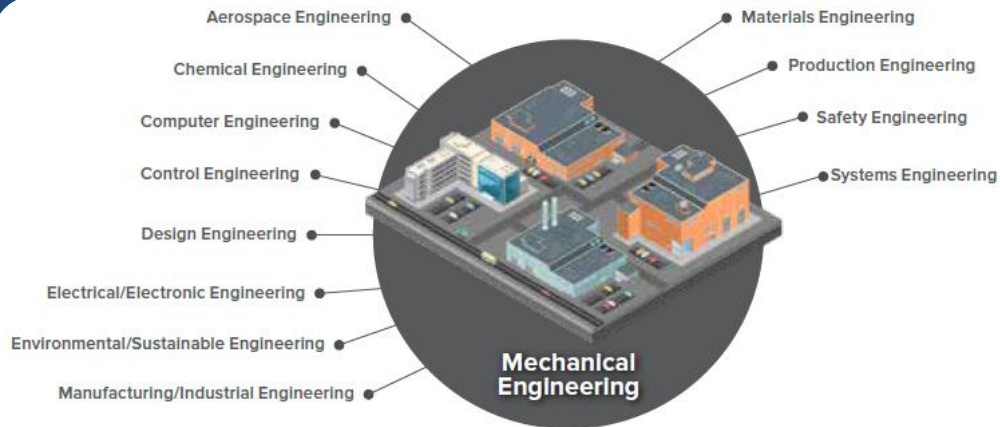 Aerospace Engineering
Chemical Engineering
Computer Engineering
Control Engineering
Design Engineering
Electrical/Electronic Engineering
Environmental/Sustainable Engineering
Manufacturing/Industrial Engineering
Materials Engineering
Production Engineering
Safety Engineering
Systems Engineering
Mechanical
Engineering